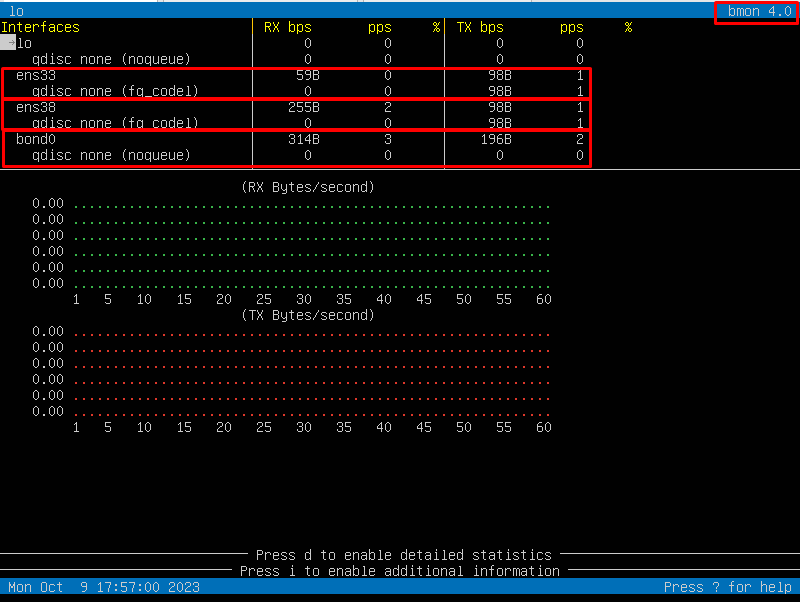 lo bmon 4.0
Interfaces RX bps pps % TX bps pps %
→lo 0 0 0 0
qdisc none (noqueue) 0 0 0 0
ens33 59B 0 98B 1
qdisc none (fq_codel) 0 0 98B 1
ens38 255B 2 98B 1
qdisc none (fq_codel) 0 0 98B 1
bond0 314B 3 196B 2
qdisc none (noqueue) 0 0 0 0
(RX Bytes/second)
0.00
0.00
0.00
0.00
0.00
0.00
1 5 10 15 20 25 30 35 40 45 50 55 60
(TX Bytes/second)
0.00
0.00
0.00
0.00
0.00
0.00
1 5 10 15 20 25 30 35 40 45 50 55 60
Press d to enable detailed statistics
Press i to enable additional information
Mon Oct 9 17:57:00 2023 Press ? for help